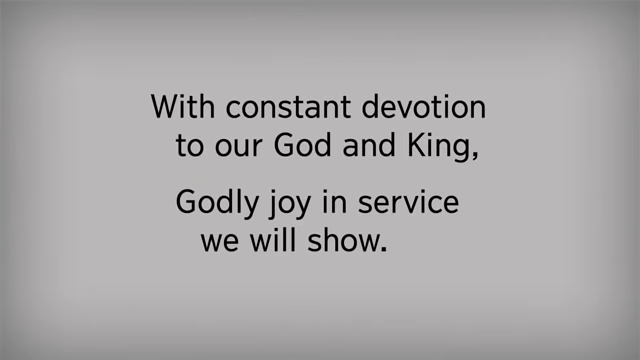 With constant devotion
to our God and King,
Godly joy in service
we will show.